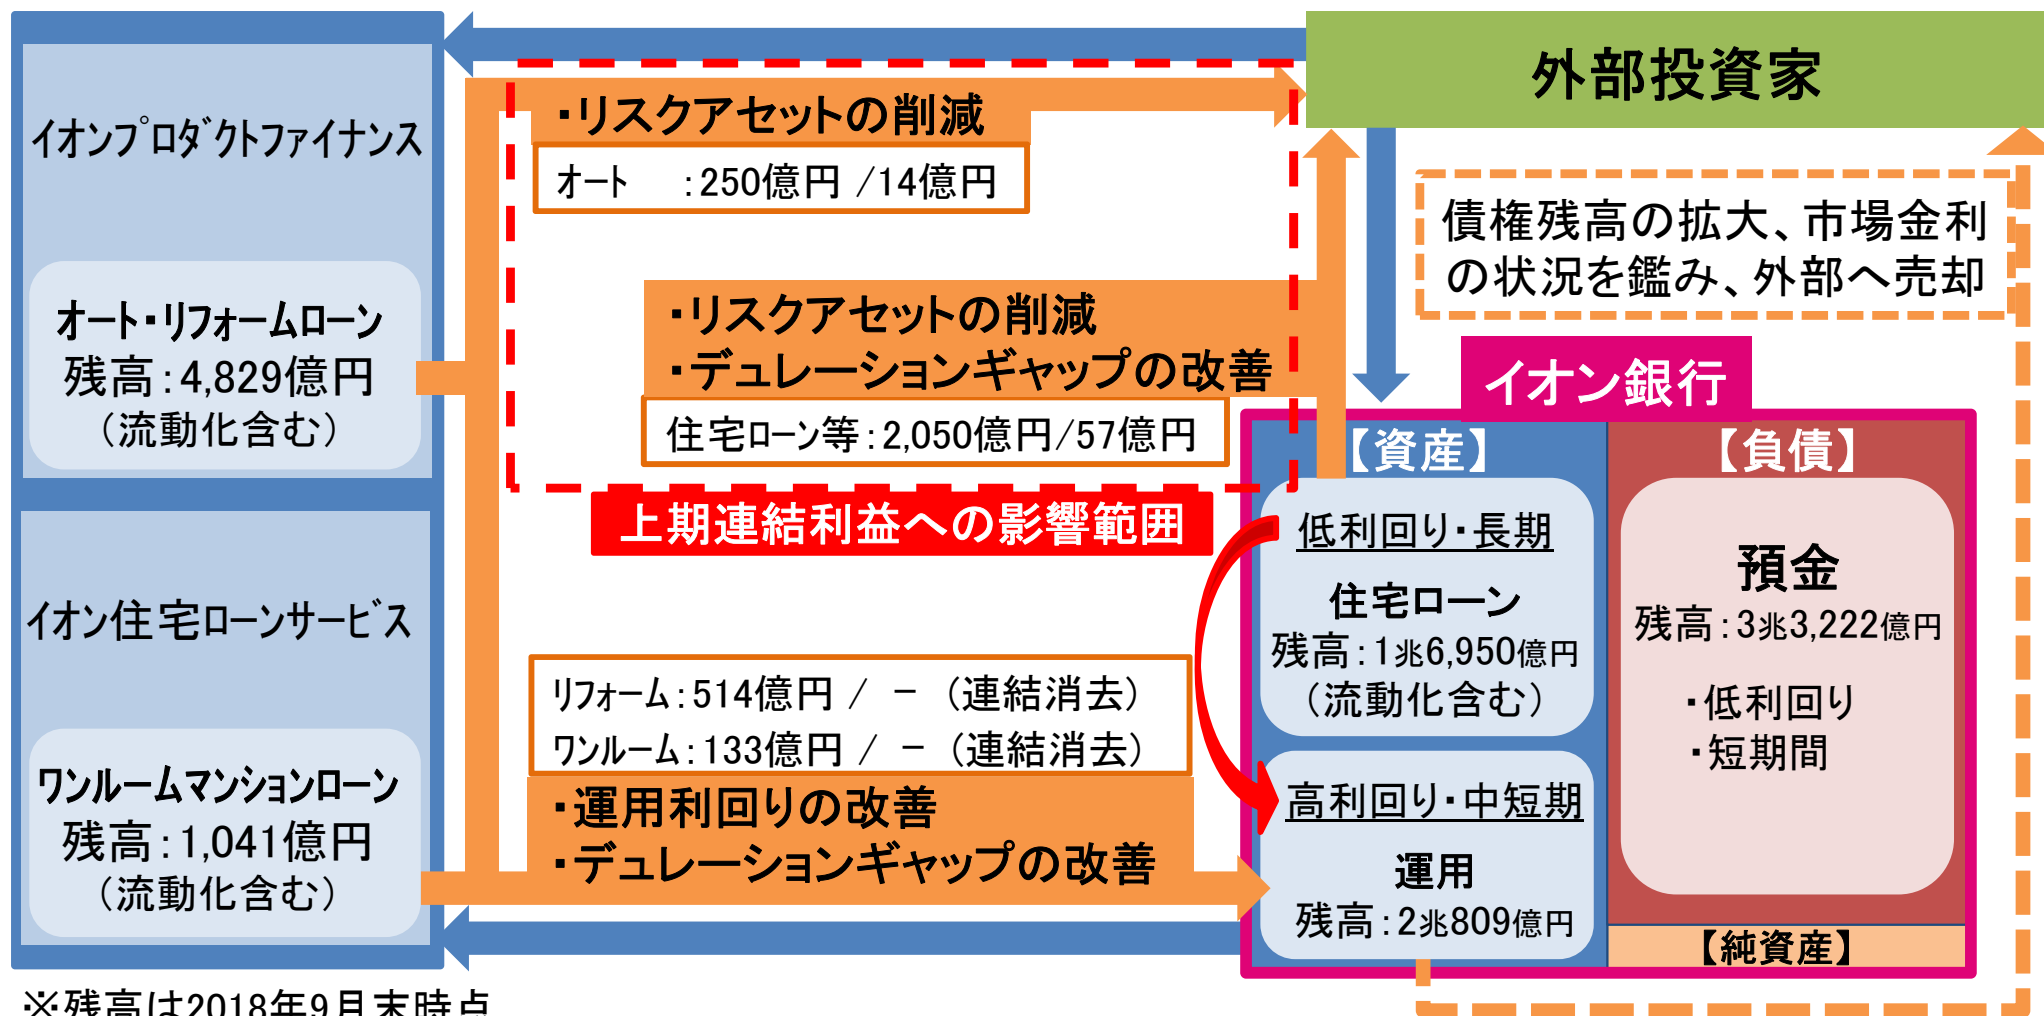 イオンプロダクトファイナンス
オート・リフォームローン
残高：4,829億円
（流動化含む）
イオン住宅ローンサービス
ワンルームマンションローン
残高：1,041億円
（流動化含む）
※残高は2018年9月末時点
・リスクアセットの削減
オート　：250億円 /14億円
・リスクアセットの削減
・デュレーションギャップの改善
住宅ローン等：2,050億円/57億円
上期連結利益への影響範囲
リフォーム：514億円 / －（連結消去）
ワンルーム：133億円 / －（連結消去）
・運用利回りの改善
・デュレーションギャップの改善
外部投資家
債権残高の拡大、市場金利
の状況を鑑み、外部へ売却
イオン銀行
【資産】
低利回り・長期
住宅ローン
残高：1兆6,950億円
（流動化含む）
高利回り・中短期
運用
残高：2兆809億円
【負債】
預金
残高：3兆3,222億円
・低利回り
・短期間
【純資産】